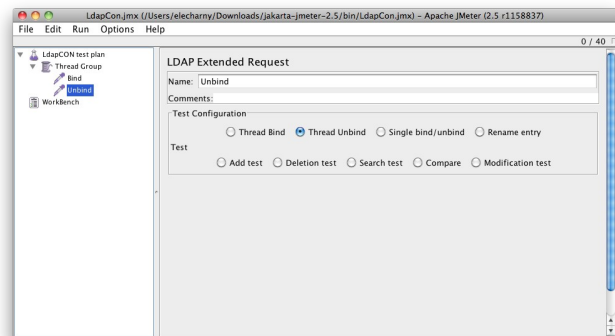 LdapCon.jmx (/Users/elecharny/Downloads/jakarta-jmeter-2.5/bin/LdapCon.jmx) - Apache JMeter (2.5 r1158837)
File Edit Run Options Help
0 / 40
LdapCON test plan
Thread Group
Bind
Unbind
WorkBench
LDAP Extended Request
Name: Unbind
Comments:
Test Configuration
Thread Bind Thread Unbind Single bind/unbind Rename entry
Test
Add test Deletion test Search test Compare Modification test